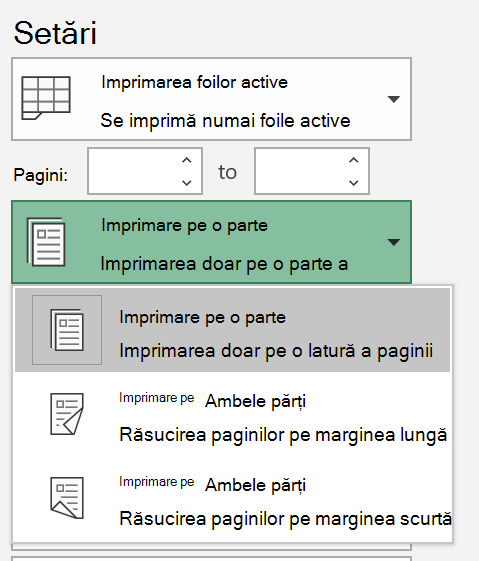 Setări
Imprimarea foilor active
Se imprimă numai foile active
Pagini: to
Imprimare pe o parte
Imprimarea doar pe o parte a
Imprimare pe o parte
Imprimarea doar pe o latură a paginii
Imprimare pe Ambele părți
Răsucirea paginilor pe marginea lungă
Imprimare pe Ambele părți
Răsucirea paginilor pe marginea scurtă